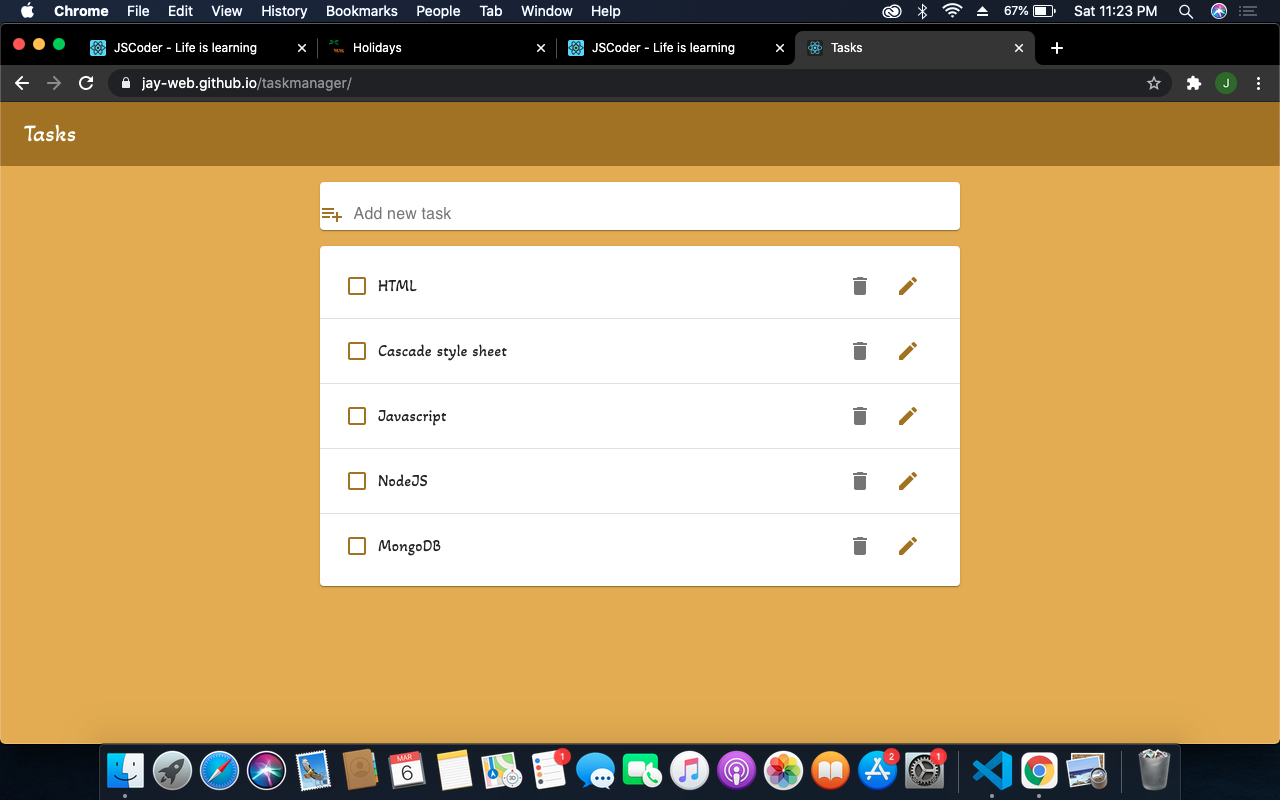 Chrome File Edit View History Bookmarks People Tab Window Help 67% Sat 11:23 PM
JSCoder - Life is learning Holidays JSCoder - Life is learning Tasks
jay-web.github.io/taskmanager/ J
Tasks
Add new task
HTML
Cascade style sheet
Javascript
NodeJS
MongoDB
MAR 1 2 1
6 3D